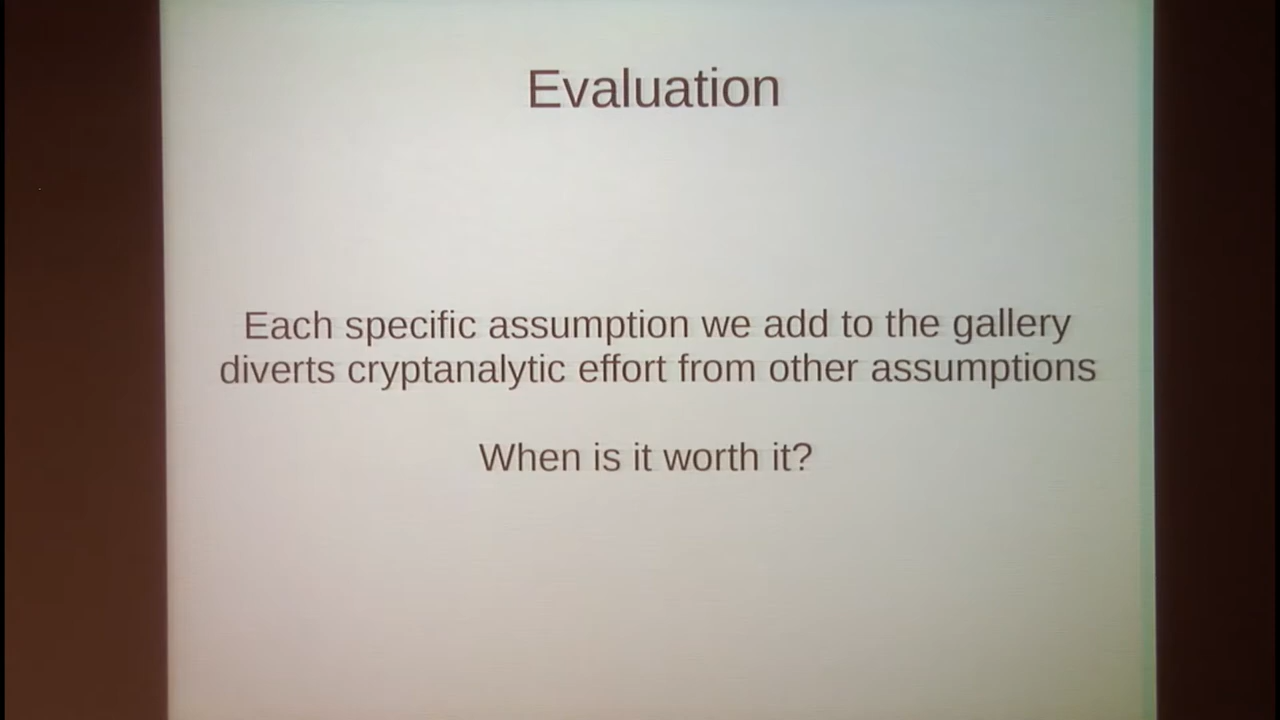 Evaluation
Each specific assumption we add to the gallery
diverts cryptanalytic effort from other assumptions
When is it worth it?